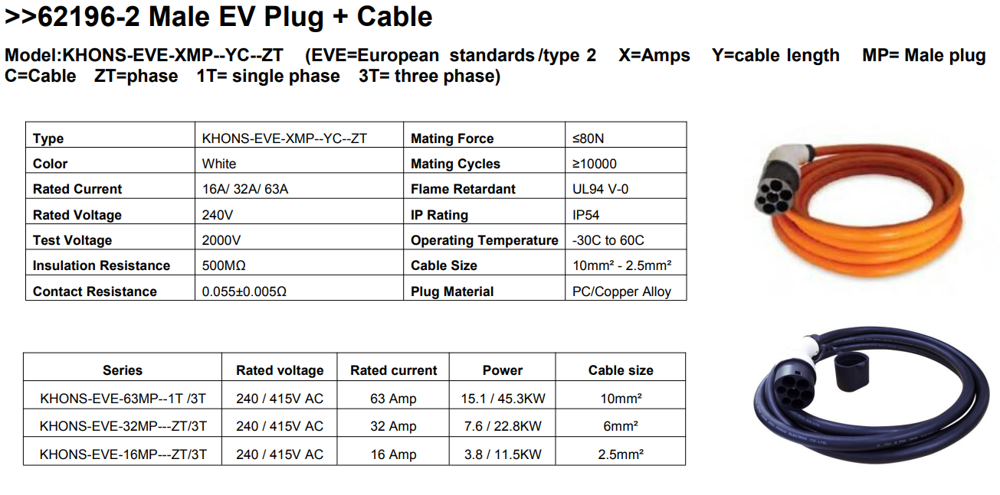 >>62196-2 Male EV Plug + Cable
Model:KHONS-EVE-XMP--YC--ZT (EVE=European standards/type 2 X=Amps Y=cable length MP= Male plug
C=Cable ZT=phase 1T= single phase 3T= three phase)
Type KHONS-EVE-XMP--YC--ZT Mating Force ≤80N
Color White Mating Cycles ≥10000
Rated Current 16A/ 32A/ 63A Flame Retardant UL94 V-0
Rated Voltage 240V IP Rating IP54
Test Voltage 2000V Operating Temperature -30C to 60C
Insulation Resistance 500MΩ Cable Size 10mm² - 2.5mm²
Contact Resistance 0.055±0.005Ω Plug Material PC/Copper Alloy
Series Rated voltage Rated current Power Cable size
KHONS-EVE-63MP--1T /3T 240 / 415V AC 63 Amp 15.1 / 45.3KW 10mm²
KHONS-EVE-32MP---ZT/3T 240 / 415V AC 32 Amp 7.6 / 22.8KW 6mm²
KHONS-EVE-16MP---ZT/3T 240 / 415V AC 16 Amp 3.8 / 11.5KW 2.5mm²